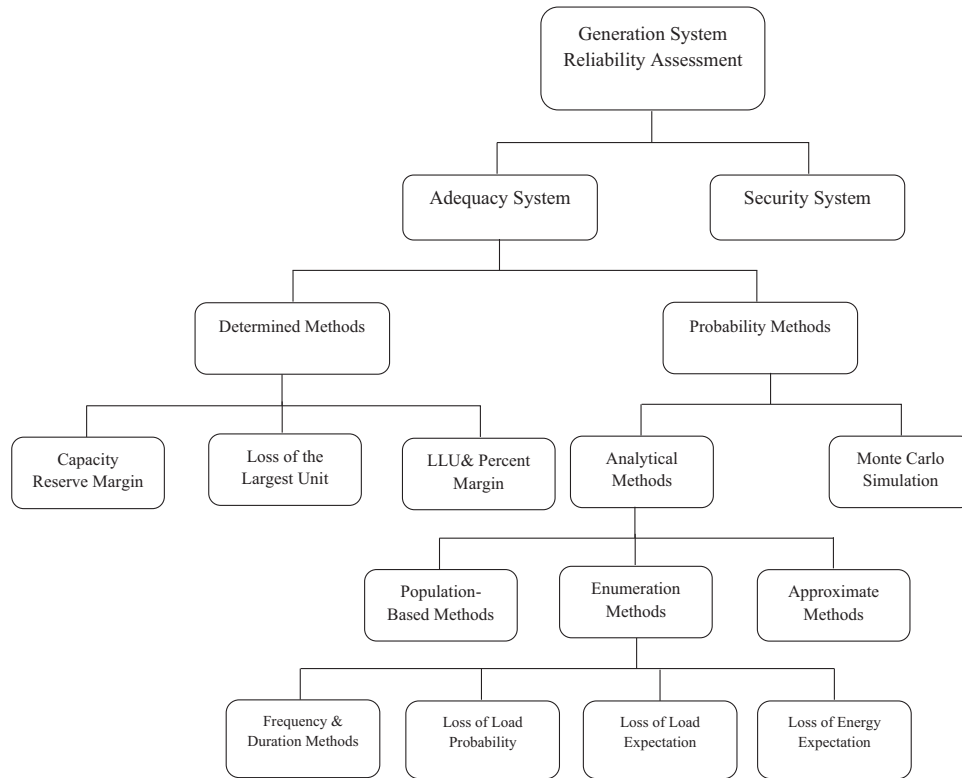 Generation System
Reliability Assessment
Adequacy System
Security System
Determined Methods
Probability Methods
Capacity
Reserve Margin
Loss of the
Largest Unit
LLU& Percent
Margin
Analytical
Methods
Monte Carlo
Simulation
Population-
Based Methods
Enumeration
Methods
Approximate
Methods
Frequency &
Duration Methods
Loss of Load
Probability
Loss of Load
Expectation
Loss of Energy
Expectation